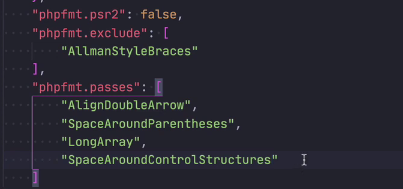 "phpfmt.psr2": false,
"phpfmt.exclude": [
"AllmanStyleBraces"
],
"phpfmt.passes": [
"AlignDoubleArrow",
"SpaceAroundParentheses",
"LongArray",
"SpaceAroundControlStructures"
]